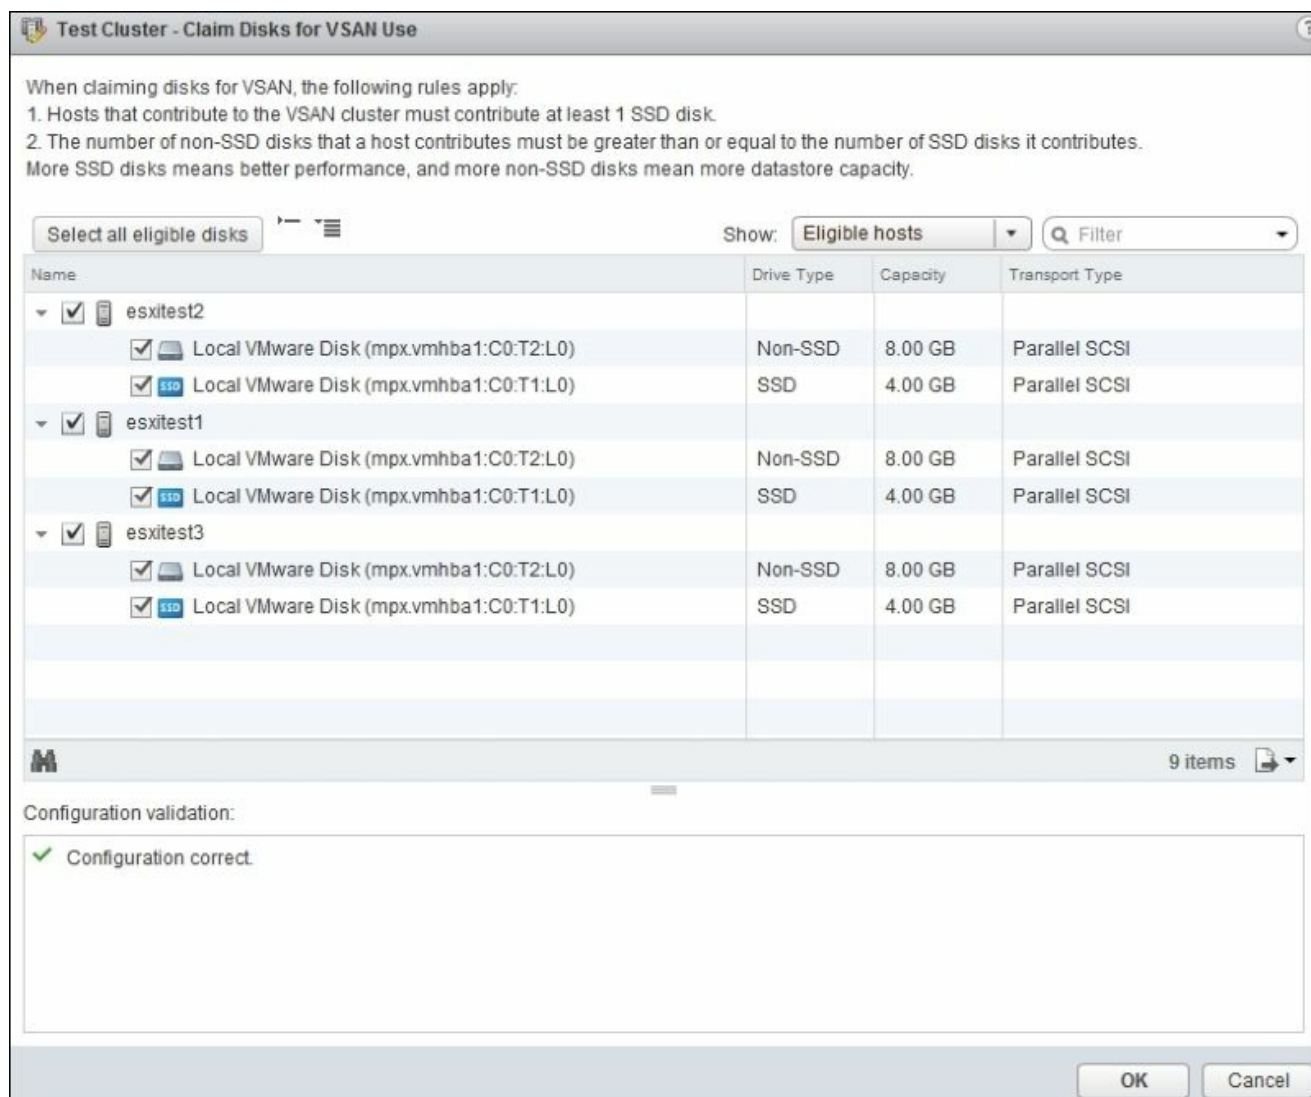 Test Cluster - Claim Disks for VSAN Use
?
When claiming disks for VSAN, the following rules apply:
1. Hosts that contribute to the VSAN cluster must contribute at least 1 SSD disk.
2. The number of non-SSD disks that a host contributes must be greater than or equal to the number of SSD disks it contributes.
More SSD disks means better performance, and more non-SSD disks mean more datastore capacity.
Select all eligible disks Show: Eligible hosts Filter
Name Drive Type Capacity Transport Type
esxitest2
Local VMware Disk (mpx.vmhba1:C0:T2:L0) Non-SSD 8.00 GB Parallel SCSI
SSD Local VMware Disk (mpx.vmhba1:C0:T1:L0) SSD 4.00 GB Parallel SCSI
esxitest1
Local VMware Disk (mpx.vmhba1:C0:T2:L0) Non-SSD 8.00 GB Parallel SCSI
SSD Local VMware Disk (mpx.vmhba1:C0:T1:L0) SSD 4.00 GB Parallel SCSI
esxitest3
Local VMware Disk (mpx.vmhba1:C0:T2:L0) Non-SSD 8.00 GB Parallel SCSI
SSD Local VMware Disk (mpx.vmhba1:C0:T1:L0) SSD 4.00 GB Parallel SCSI
9 items
Configuration validation:
Configuration correct.
OK Cancel